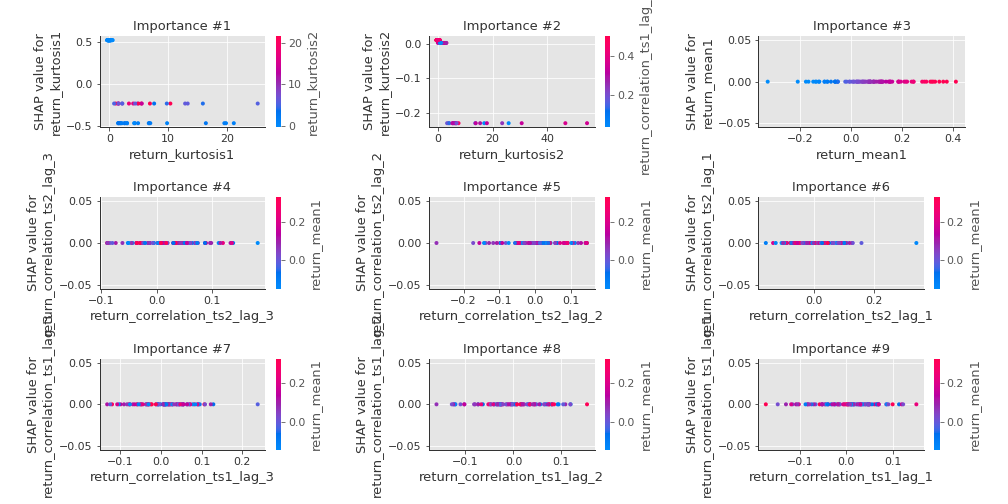 Importance #1
SHAP value for
return_kurtosis1
0.5
0.0
−0.5
0
10
20
return_kurtosis1
20
10
0
return_kurtosis2
Importance #2
SHAP value for
return_kurtosis2
0.0
−0.1
−0.2
0
20
40
return_kurtosis2
0.4
0.2
return_correlation_ts1_lag_
Importance #3
SHAP value for
return_mean1
0.05
0.00
−0.05
−0.2
0.0
0.2
0.4
return_mean1
Importance #4
SHAP value for
return_correlation_ts2_lag_3
0.05
0.00
−0.05
−0.1
0.0
0.1
return_correlation_ts2_lag_3
0.2
0.0
return_mean1
Importance #5
SHAP value for
return_correlation_ts2_lag_2
0.05
0.00
−0.05
−0.2
−0.1
0.0
0.1
return_correlation_ts2_lag_2
0.2
0.0
return_mean1
Importance #6
SHAP value for
return_correlation_ts2_lag_1
0.05
0.00
−0.05
0.0
0.2
return_correlation_ts2_lag_1
0.2
0.0
return_mean1
Importance #7
SHAP value for
return_correlation_ts1_lag_3
0.05
0.00
−0.05
−0.1
0.0
0.1
0.2
return_correlation_ts1_lag_3
0.2
0.0
return_mean1
Importance #8
SHAP value for
return_correlation_ts1_lag_2
0.05
0.00
−0.05
−0.1
0.0
0.1
return_correlation_ts1_lag_2
0.2
0.0
return_mean1
Importance #9
SHAP value for
return_correlation_ts1_lag_1
0.05
0.00
−0.05
−0.1
0.0
0.1
return_correlation_ts1_lag_1
0.2
0.0
return_mean1